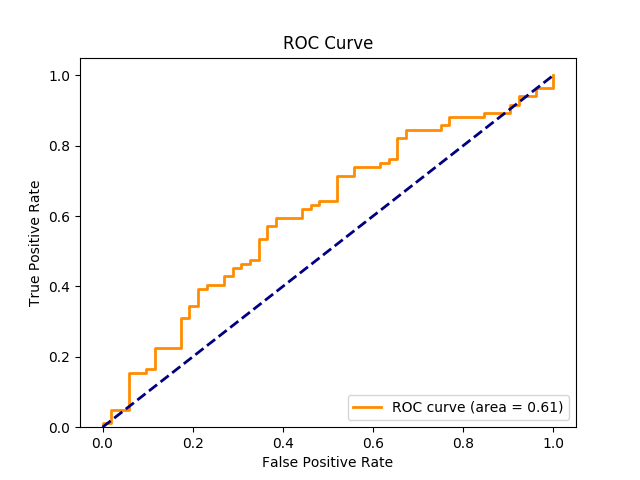 ROC Curve
1.0
0.8
0.6
0.4
0.2
0.0
True Positive Rate
ROC curve (area = 0.61)
0.0 0.2 0.4 0.6 0.8 1.0
False Positive Rate